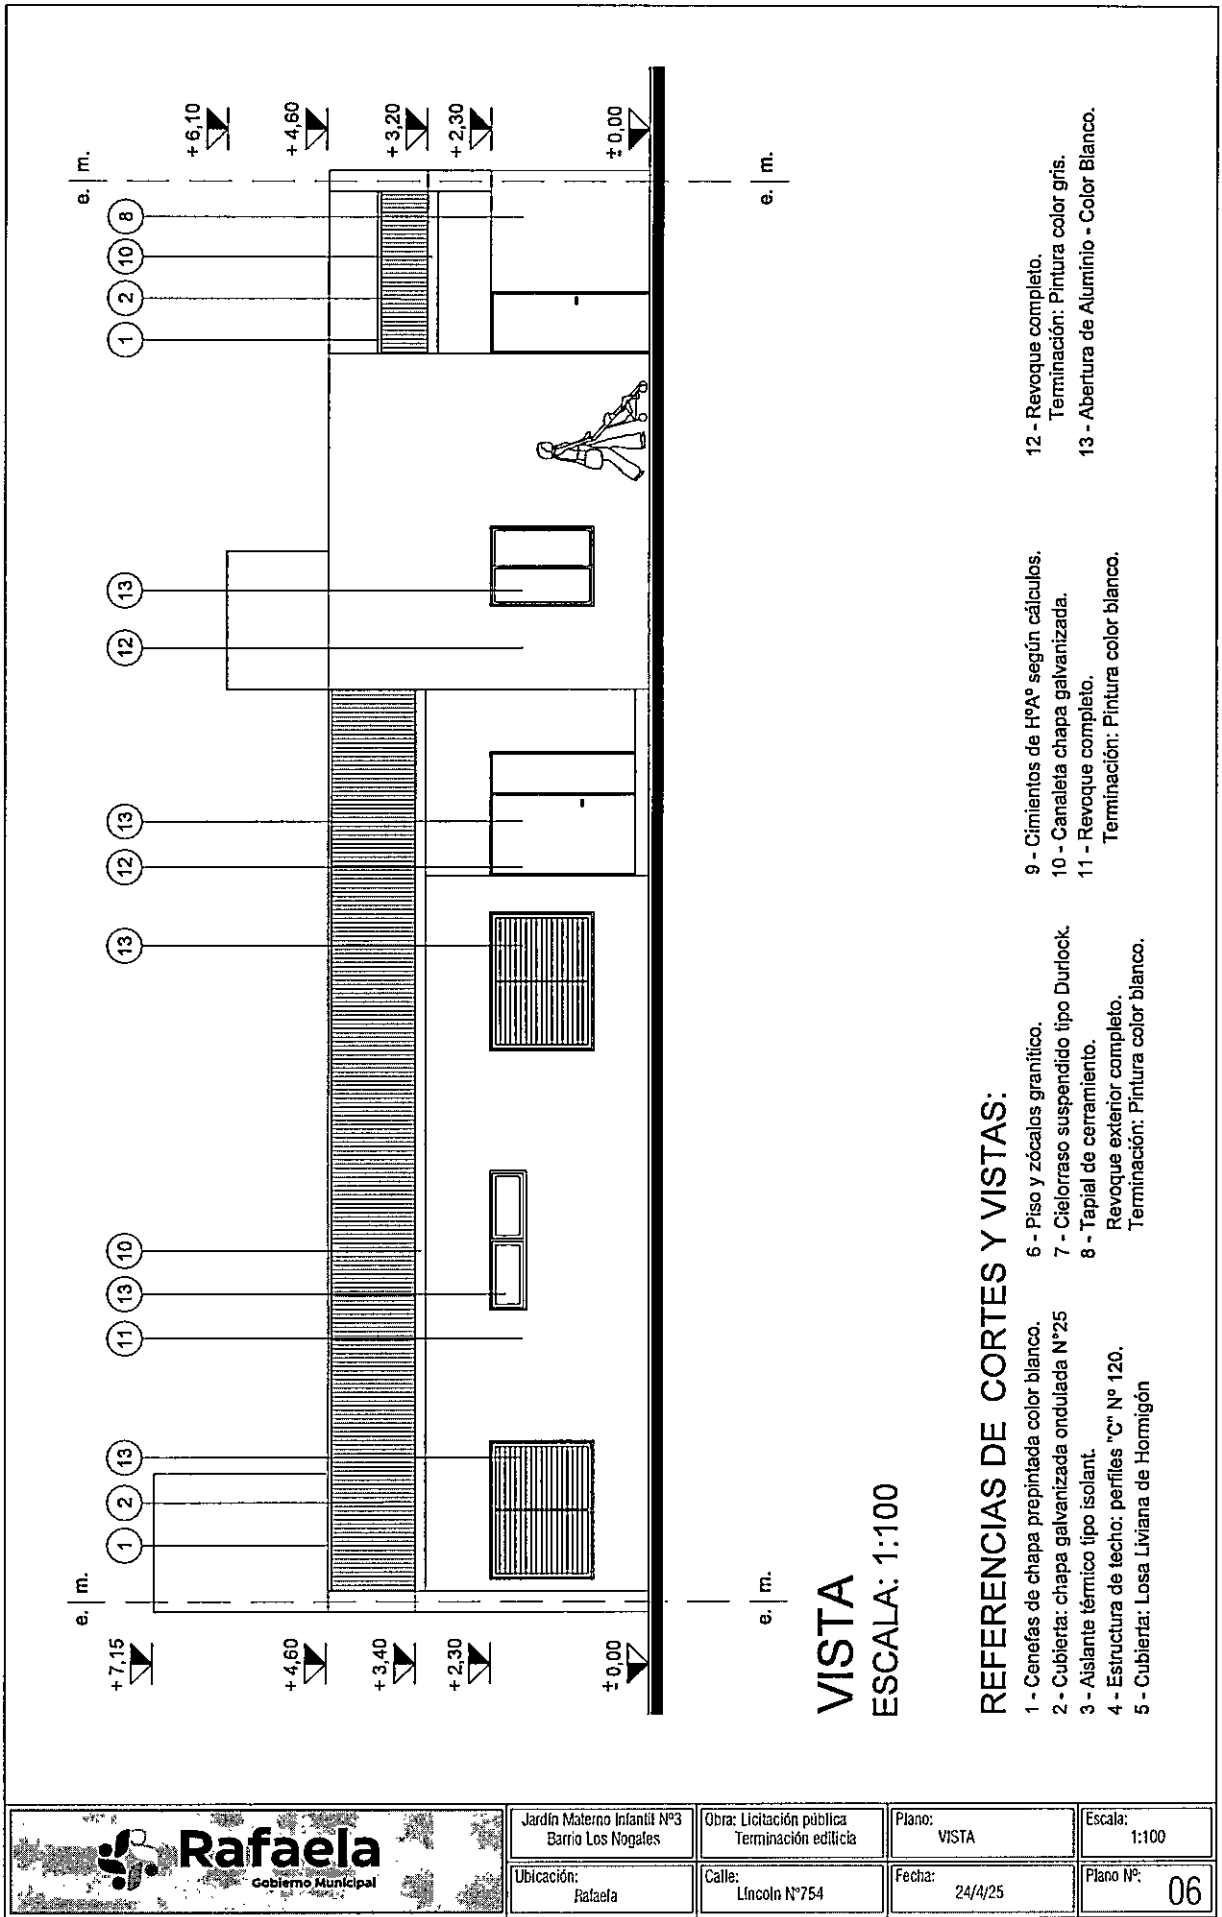 e. m.
e. m.
1
2
13
11
13
10
13
12
13
12
13
1
2
10
8
+ 7,15
+ 4,60
+ 3,40
+ 2,30
± 0,00
+ 6,10
+ 4,60
+ 3,20
+ 2,30
± 0,00
e. m.
e. m.
VISTA
ESCALA: 1:100
REFERENCIAS DE CORTES Y VISTAS:
1 - Cenefas de chapa prepintada color blanco.
2 - Cubierta: chapa galvanizada ondulada N°25
3 - Aislante térmico tipo isolant.
4 - Estructura de techo: perfiles "C" Nº 120.
5 - Cubierta: Losa Liviana de Hormigón
6 - Piso y zócalos granítico.
7 - Cielorraso suspendido tipo Durlock.
8 - Tapial de cerramiento.
Revoque exterior completo.
Terminación: Pintura color blanco.
9 - Cimientos de HºAº según cálculos.
10 - Canaleta chapa galvanizada.
11 - Revoque completo.
Terminación: Pintura color blanco.
12 - Revoque completo.
Terminación: Pintura color gris.
13 - Abertura de Aluminio - Color Blanco.
Rafaela
Gobierno Municipal
Jardín Materno Infantil Nº3
Barrio Los Nogales
Obra: Licitación pública
Terminación edilicia
Plano:
VISTA
Escala:
1:100
Ubicación:
Rafaela
Calle:
Lincoln N°754
Fecha:
24/4/25
Plano Nº:
06